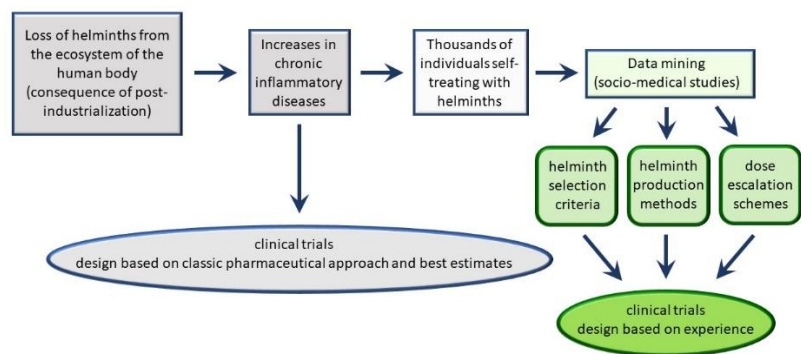 Loss of helminths from
the ecosystem of the
human body
(consequence of post-
industrialization)
Increases in
chronic
inflammatory
diseases
Thousands of
individuals self-
treating with
helminths
Data mining
(socio-medical studies)
helminth
selection
criteria
helminth
production
methods
dose
escalation
schemes
clinical trials
design based on classic pharmaceutical approach and best estimates
clinical trials
design based on experience